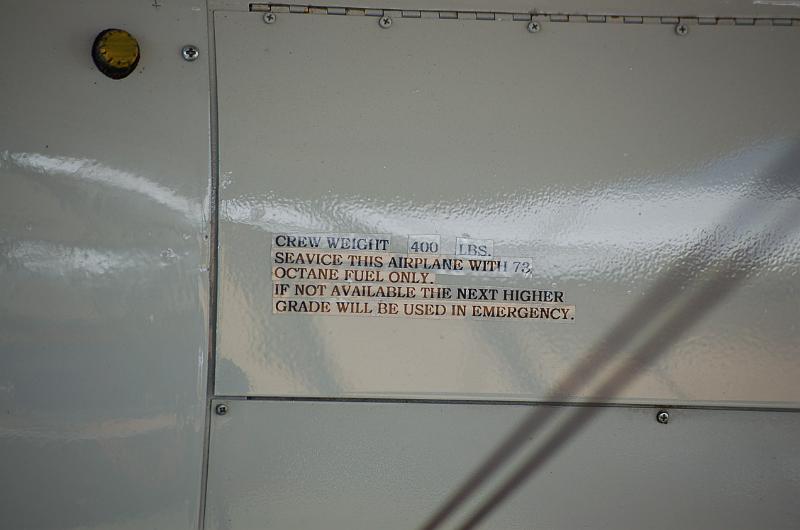 CREW WEIGHT 400 LBS.
SEAVICE THIS AIRPLANE WITH 73
OCTANE FUEL ONLY.
IF NOT AVAILABLE THE NEXT HIGHER
GRADE WILL BE USED IN EMERGENCY.